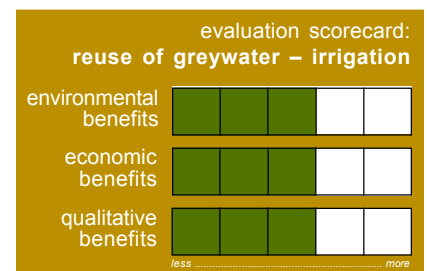 evaluation scorecard:
reuse of greywater – irrigation
environmental
benefits
economic
benefits
qualitative
benefits
less ........................................................................ more